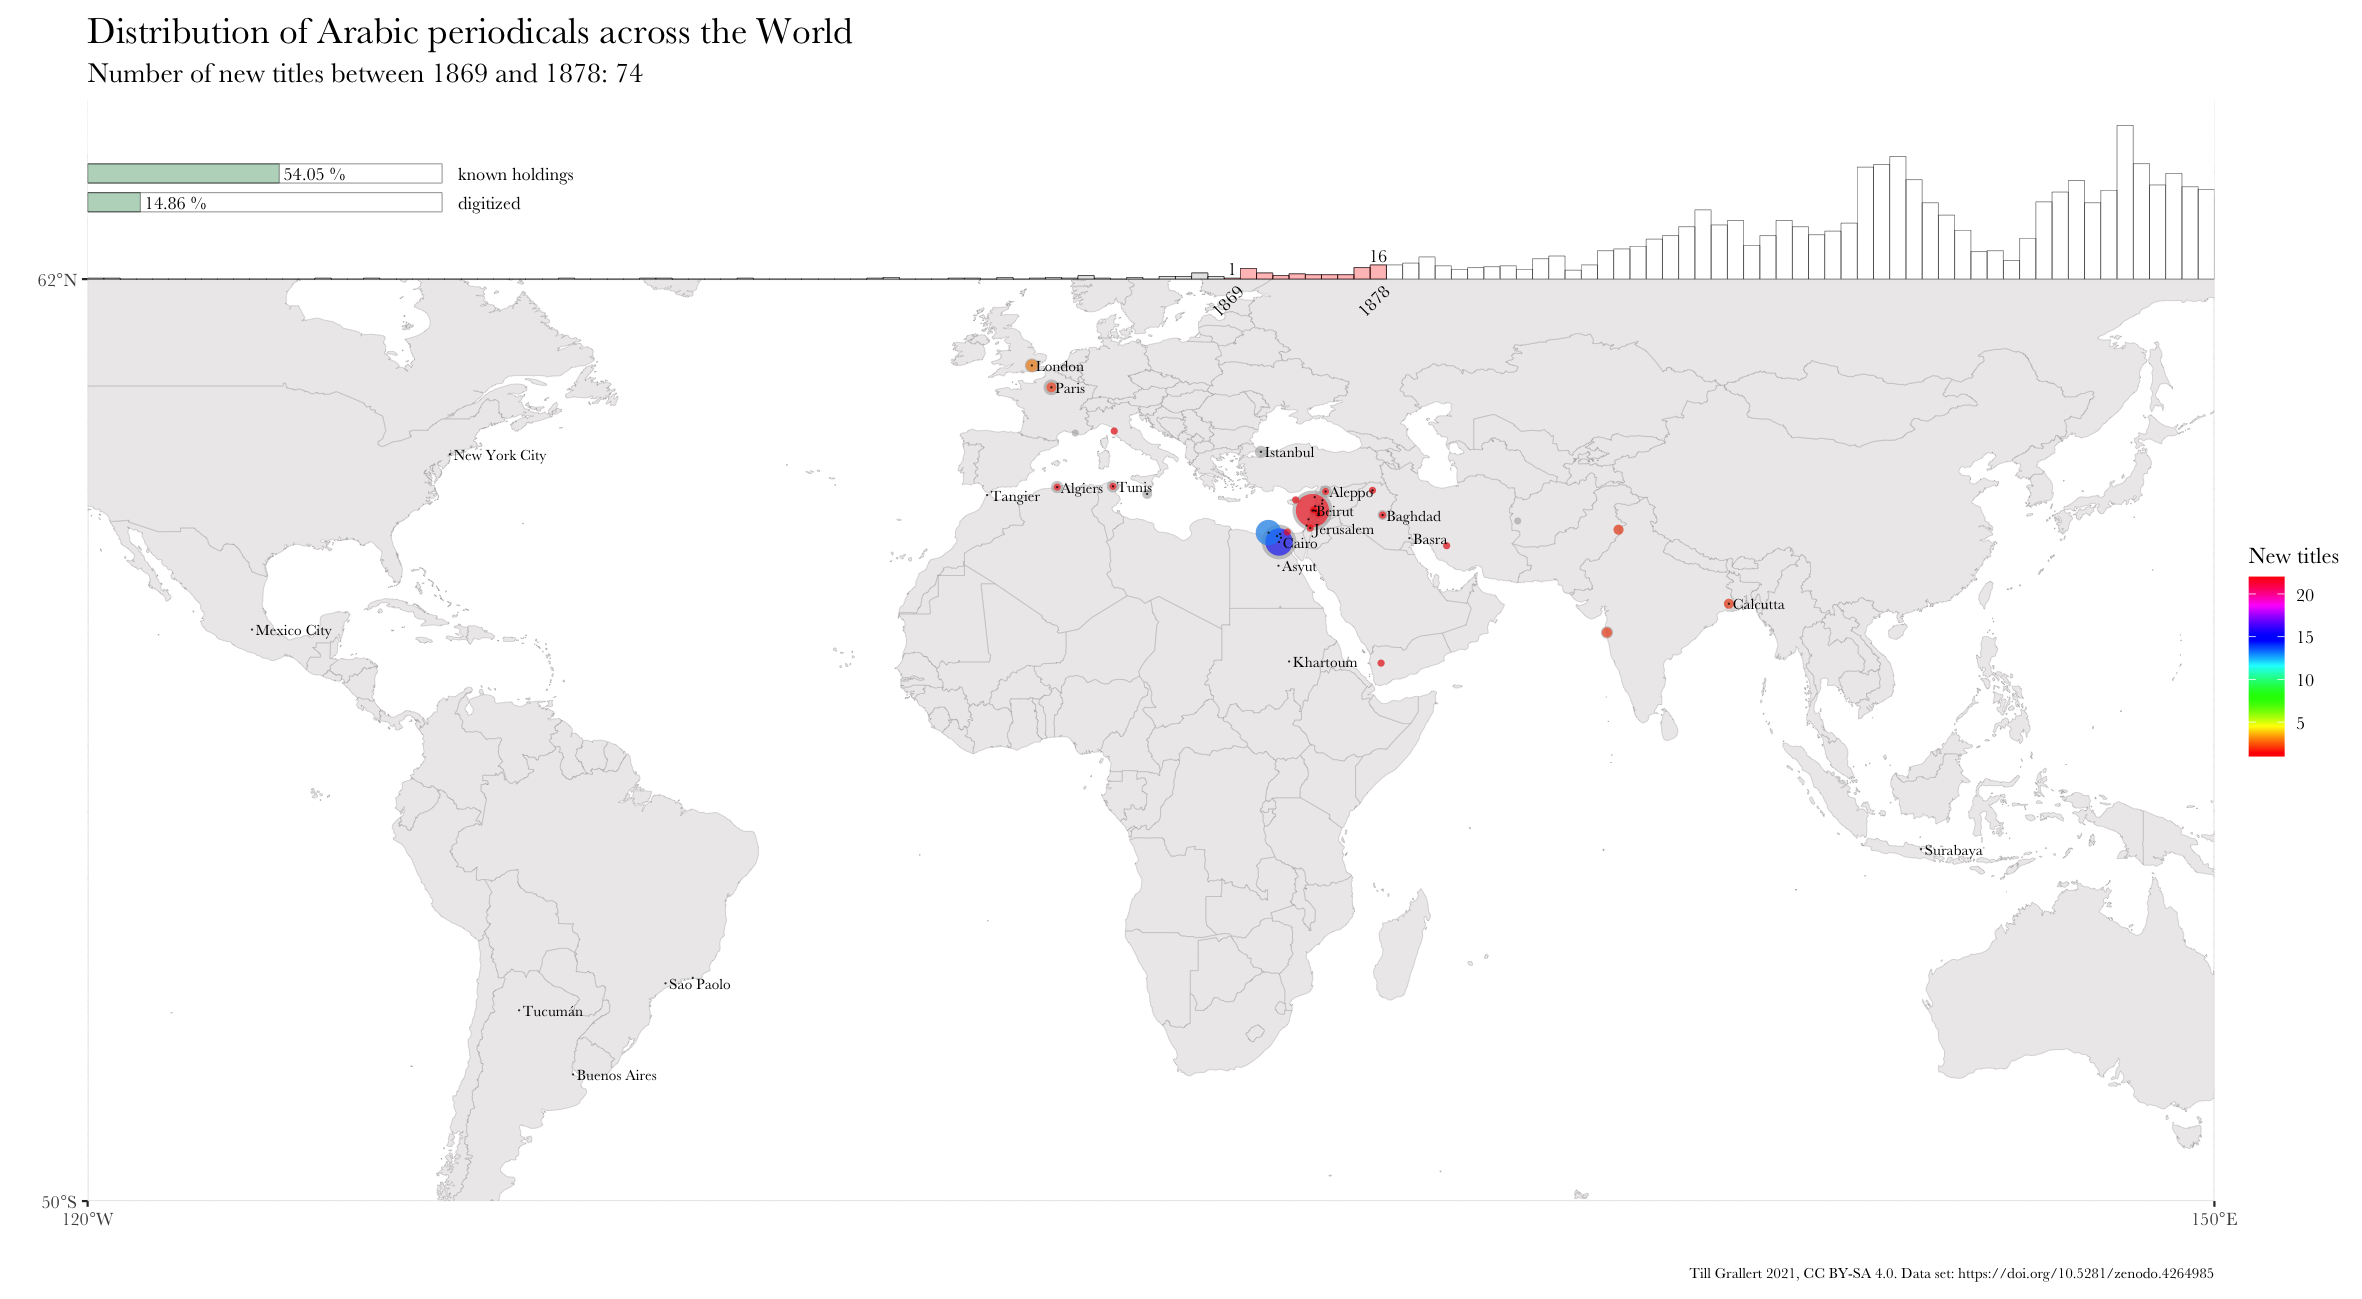 Distribution of Arabic periodicals across the World
Number of new titles between 1869 and 1878: 74
54.05 %
known holdings
14.86 %
digitized
1
16
62°N
1869
1878
London
Paris
New York City
Istanbul
Tangier
Algiers
Tunis
Aleppo
Beirut
Baghdad
Jerusalem
Cairo
Basra
Asyut
New titles
20
15
10
5
Calcutta
Mexico City
Khartoum
Surabaya
Sao Paolo
Tucumán
Buenos Aires
50°S
120°W
150°E
Till Grallert 2021, CC BY-SA 4.0. Data set: https://doi.org/10.5281/zenodo.4264985